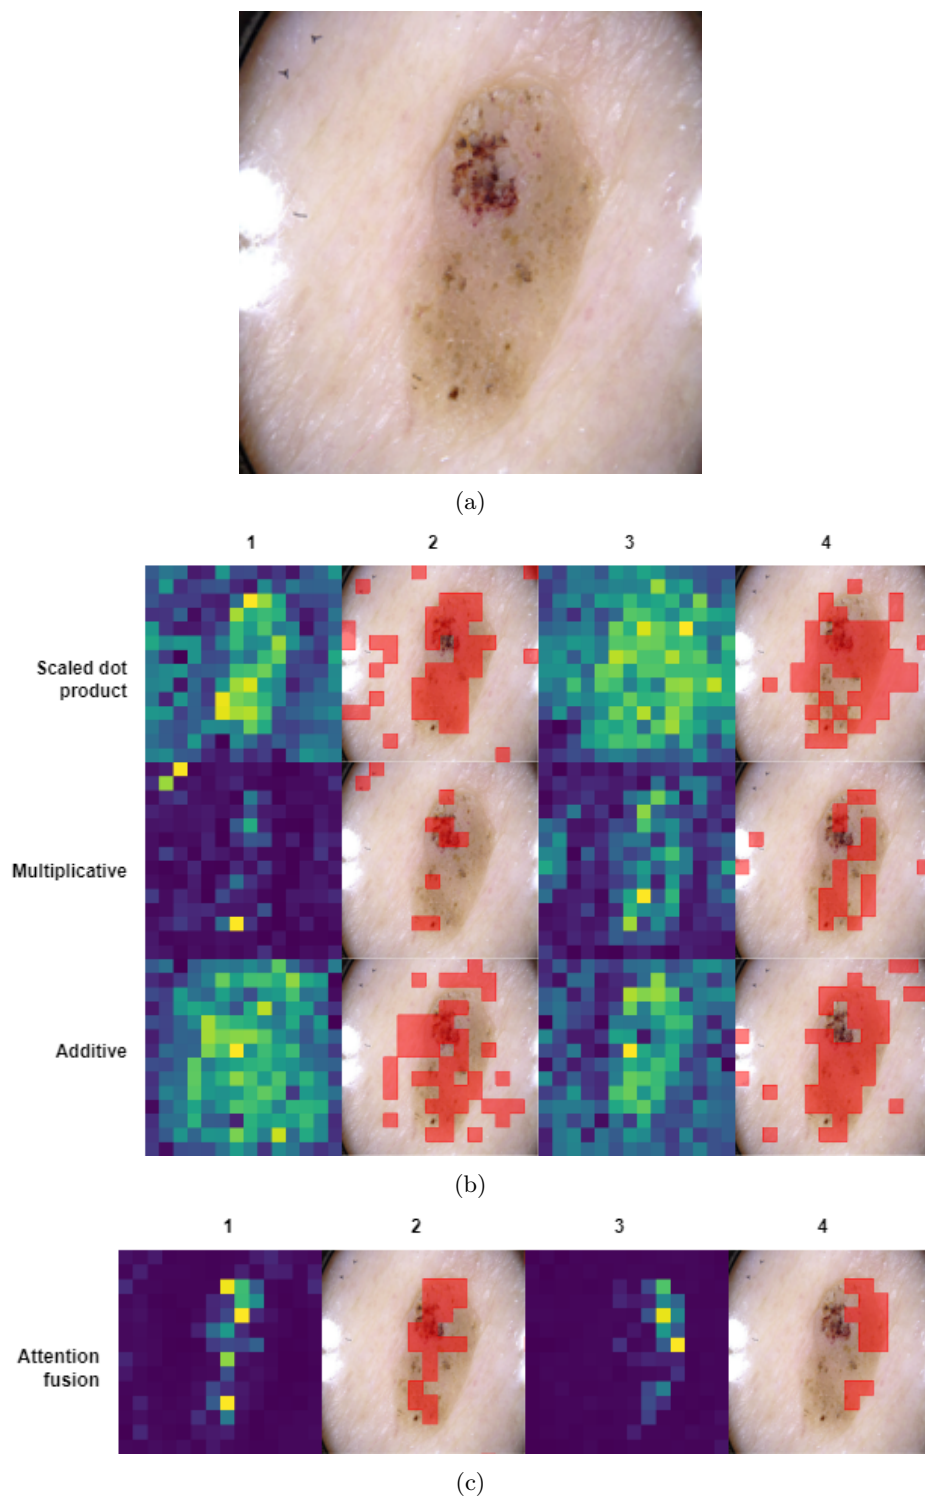 (a)
1 2 3 4
Scaled dot
product
Multiplicative
Additive
(b)
1 2 3 4
Attention
fusion
(c)